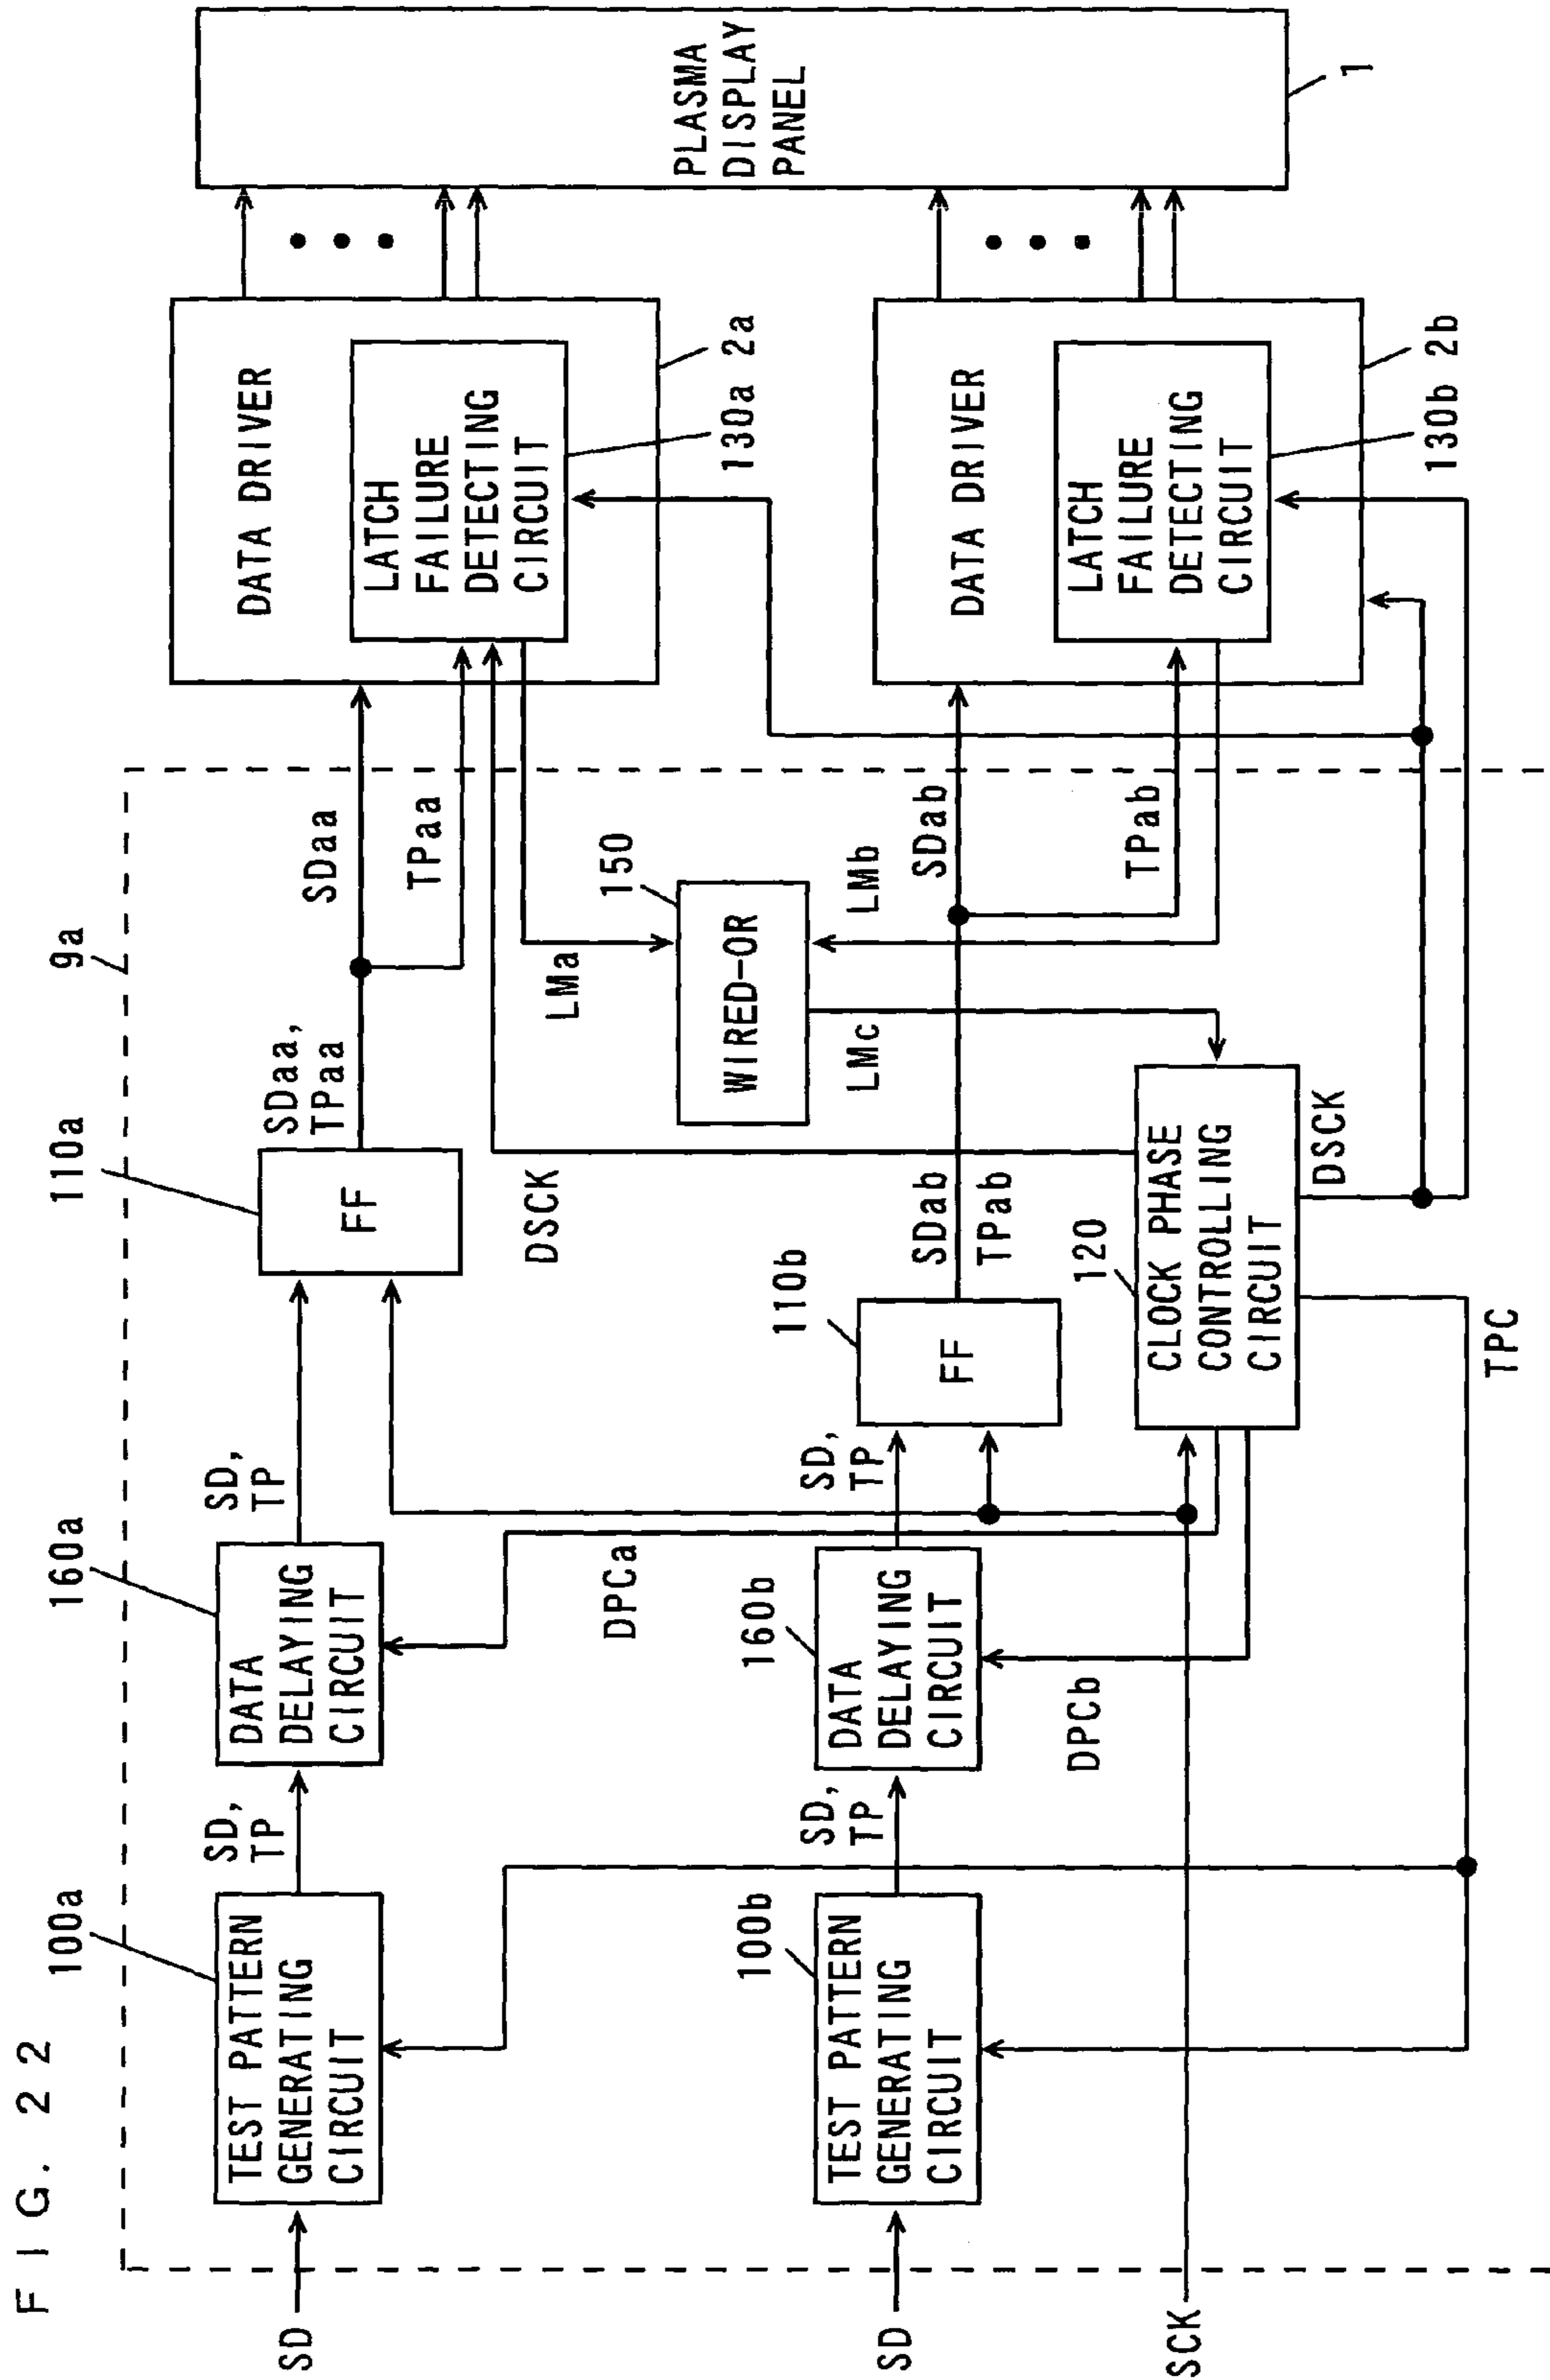 FIG. 22
9a
100a
160a
110a
TEST PATTERN
GENERATING
CIRCUIT
DATA
DELAYING
CIRCUIT
FF
SD
SD,
TP
SD,
TP
SDaa,
TPaa
SDaa
TPaa
DATA DRIVER
LATCH
FAILURE
DETECTING
CIRCUIT
130a
2a
PLASMA
DISPLAY
PANEL
1
DPCa
DSCK
LMa
150
WIRED-OR
LMb
LMc
100b
160b
110b
TEST PATTERN
GENERATING
CIRCUIT
DATA
DELAYING
CIRCUIT
FF
SD
SD,
TP
SD,
TP
SDab
TPab
SDab
TPab
DATA DRIVER
LATCH
FAILURE
DETECTING
CIRCUIT
130b
2b
DPCb
120
CLOCK PHASE
CONTROLLING
CIRCUIT
SCK
DSCK
TPC